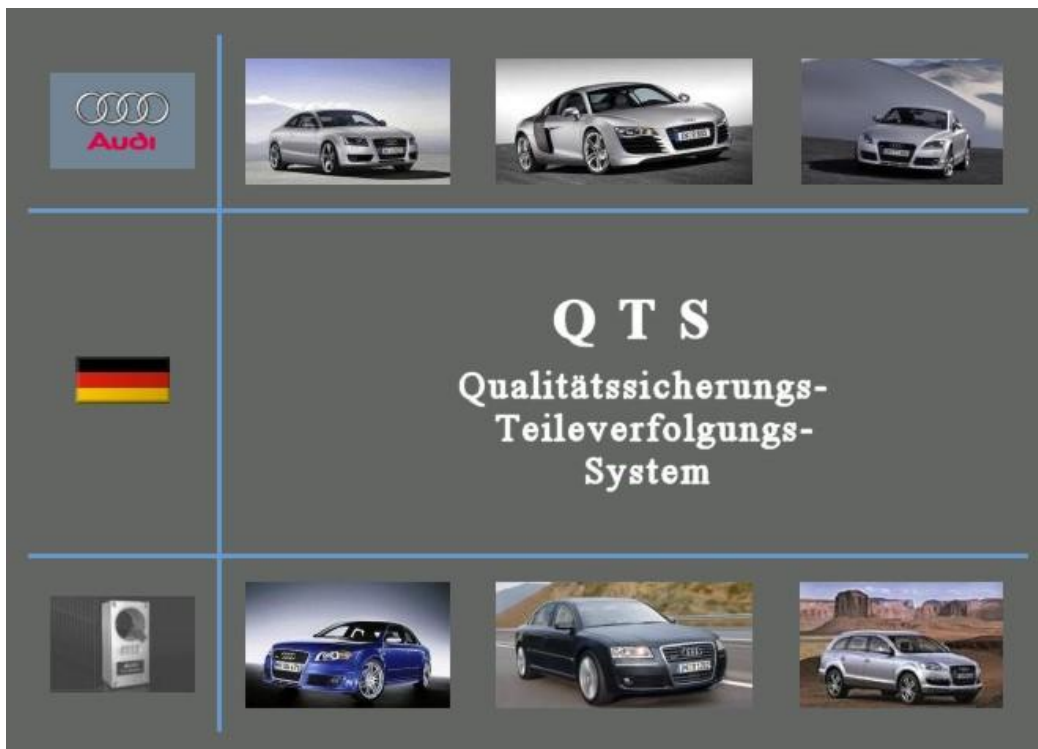 Audi
Q T S
Qualitätssicherungs-
Teileverfolgungs-
System